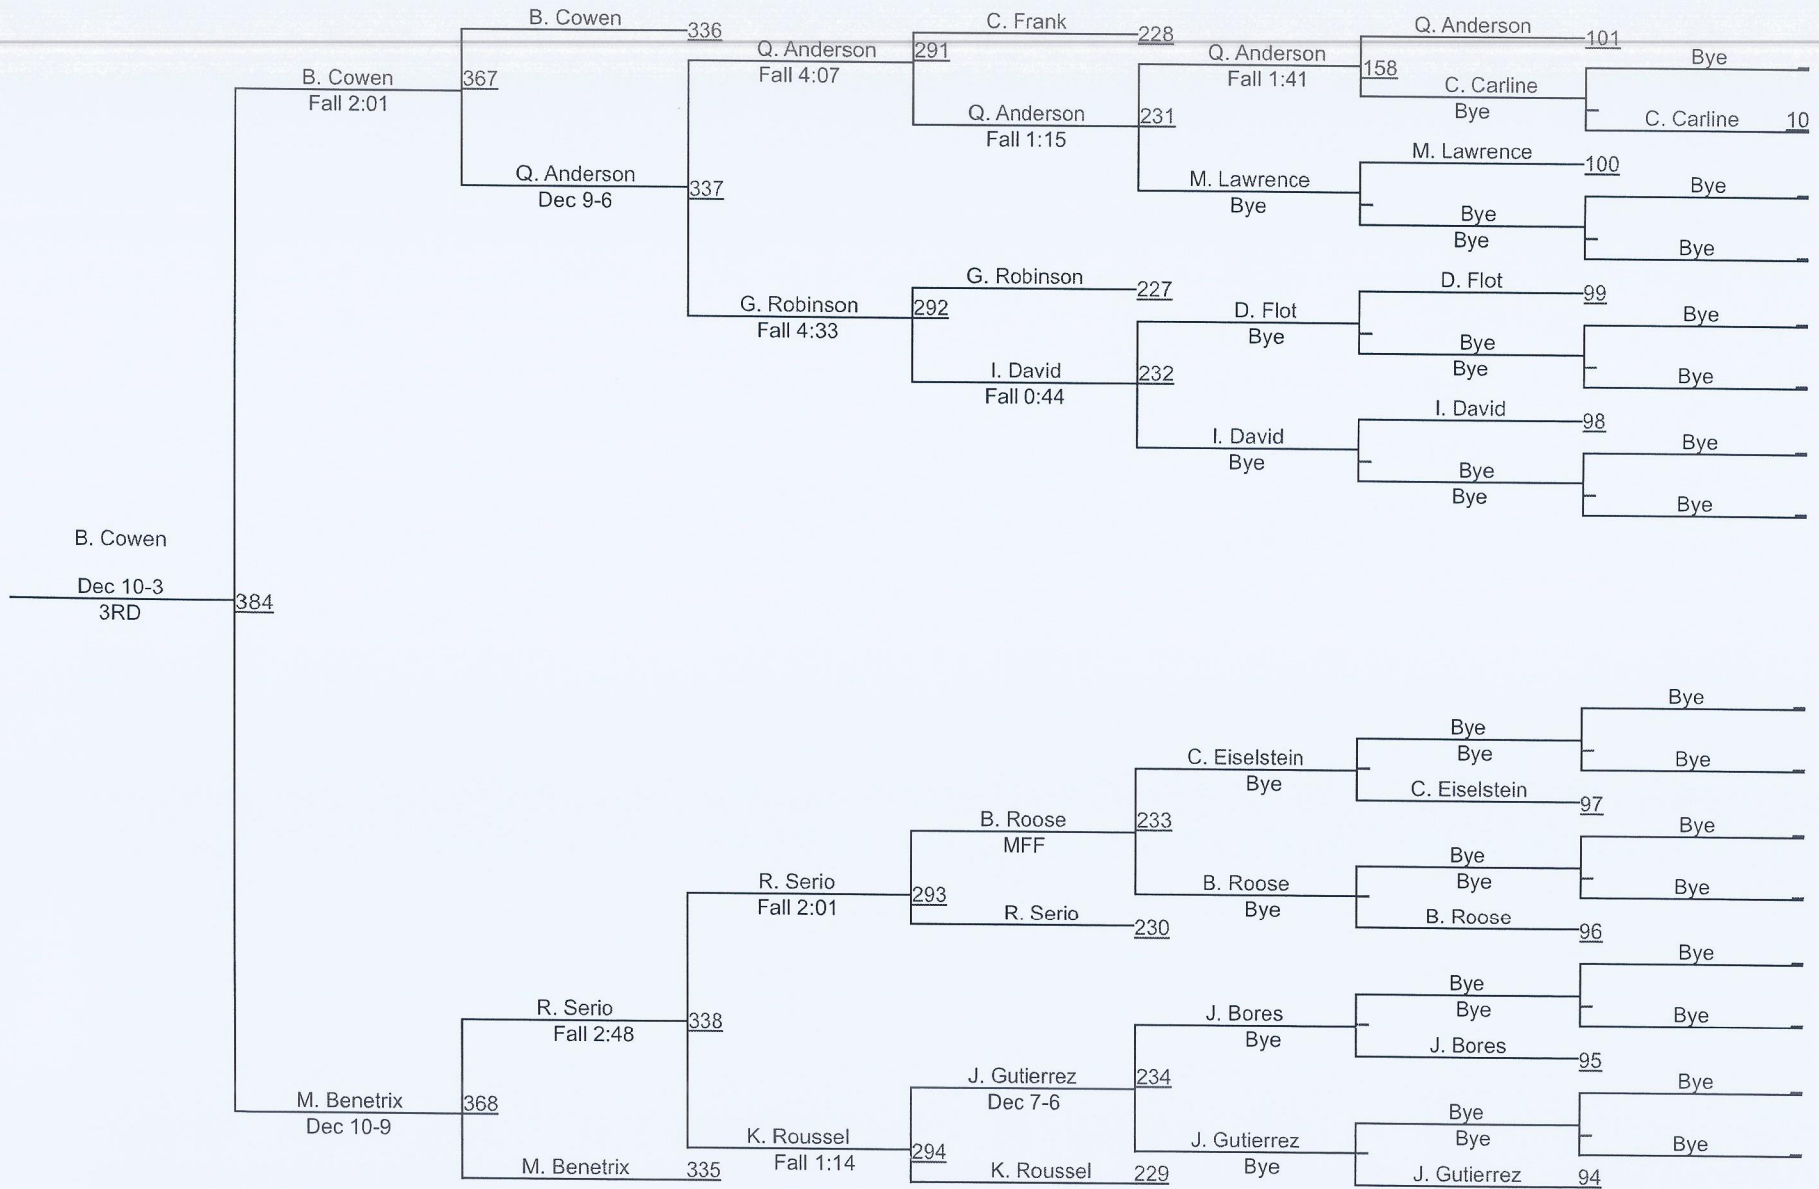 B. Cowen 336
C. Frank 228
Q. Anderson 101
Q. Anderson 291
Fall 4:07
Q. Anderson 158
Fall 1:41
Bye
B. Cowen 367
Fall 2:01
C. Carline
Bye
Q. Anderson 231
Fall 1:15
C. Carline 10
M. Lawrence 100
Q. Anderson 337
Dec 9-6
M. Lawrence
Bye
Bye
Bye
Bye
Bye
G. Robinson 227
D. Flot 99
G. Robinson 292
Fall 4:33
D. Flot
Bye
Bye
Bye
Bye
I. David 232
Fall 0:44
Bye
I. David 98
I. David
Bye
Bye
Bye
Bye
Bye
B. Cowen
Dec 10-3
3RD
384
Bye
Bye
Bye
C. Eiselstein
Bye
Bye
C. Eiselstein 97
B. Roose 233
MFF
Bye
Bye
Bye
R. Serio 293
Fall 2:01
B. Roose
Bye
Bye
R. Serio 230
B. Roose 96
Bye
Bye
Bye
R. Serio 338
Fall 2:48
J. Bores
Bye
Bye
J. Bores 95
J. Gutierrez 234
Dec 7-6
Bye
M. Benetrix 368
Dec 10-9
Bye
Bye
K. Roussel 294
Fall 1:14
J. Gutierrez
Bye
Bye
M. Benetrix 335
K. Roussel 229
J. Gutierrez 94